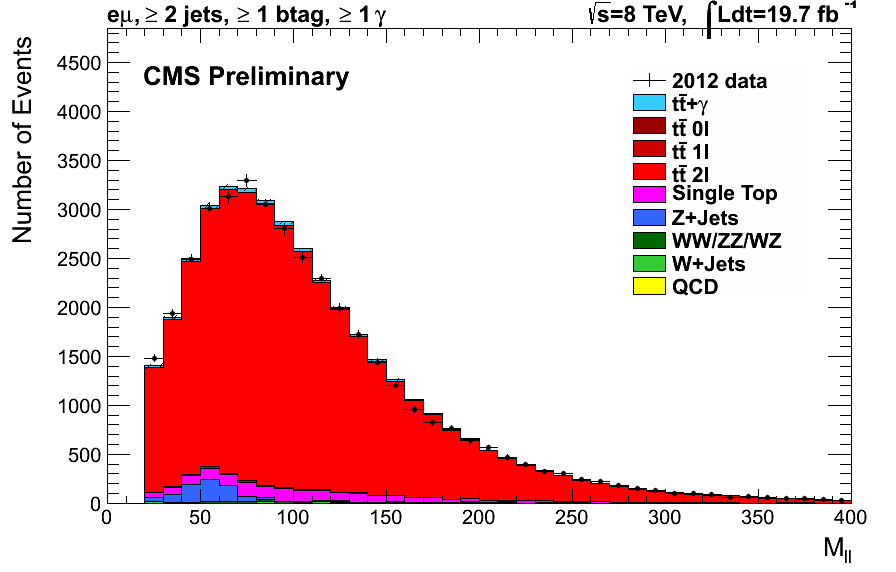 eμ, ≥ 2 jets, ≥ 1 btag, ≥ 1 γ
√s=8 TeV, ∫Ldt=19.7 fb⁻¹
CMS Preliminary
Number of Events
4500
4000
3500
3000
2500
2000
1500
1000
500
0
2012 data
tt̄+γ
tt̄ 0l
tt̄ 1l
tt̄ 2l
Single Top
Z+Jets
WW/ZZ/WZ
W+Jets
QCD
0 50 100 150 200 250 300 350 400
M_ll